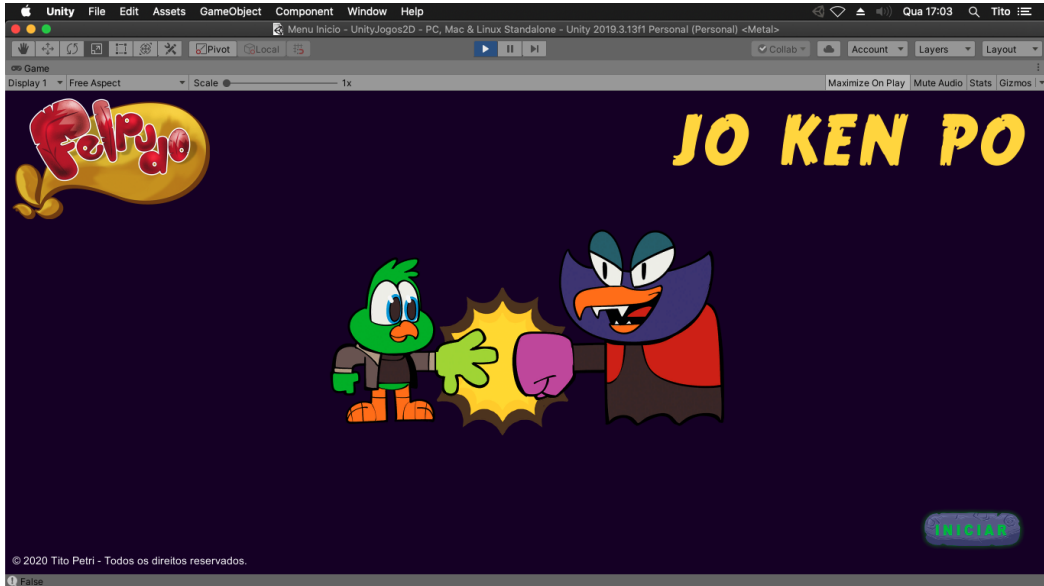 Unity File Edit Assets GameObject Component Window Help Qua 17:03 Tito
Menu Inicio - UnityJogos2D - PC, Mac & Linux Standalone - Unity 2019.3.13f1 Personal (Personal) <Metal>
Pivot Local Collab Account Layers Layout
Game
Display 1 Free Aspect Scale 1x Maximize On Play Mute Audio Stats Gizmos
Felpudo
JO KEN PO
INICIAR
© 2020 Tito Petri - Todos os direitos reservados.
False